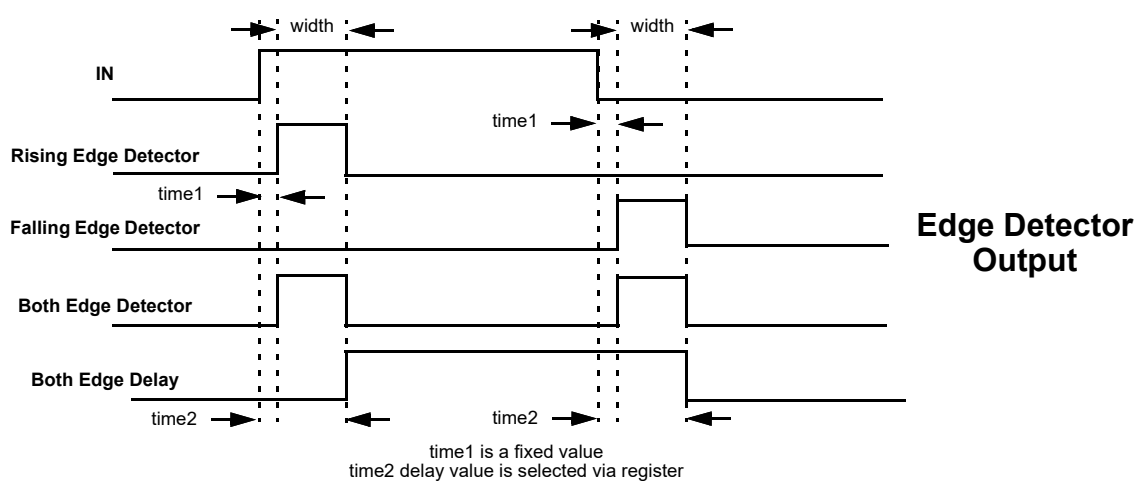 width
width
IN
time1
Rising Edge Detector
time1
Falling Edge Detector
Edge Detector
Output
Both Edge Detector
Both Edge Delay
time2
time2
time1 is a fixed value
time2 delay value is selected via register